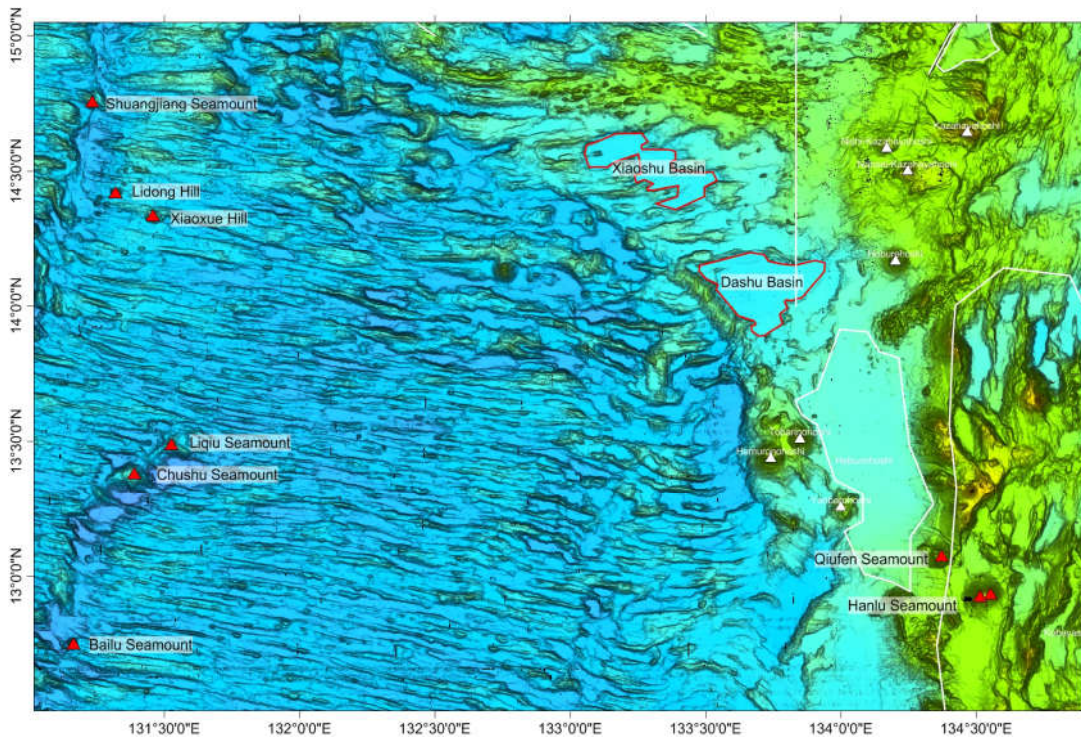 15°0'0"N
Shuangjiang Seamount
14°30'0"N
Xiaoshu Basin
Lidong Hill
Xiaoxue Hill
Dashu Basin
14°0'0"N
13°30'0"N
Liqiu Seamount
Chushu Seamount
Qiufen Seamount
13°0'0"N
Hanlu Seamount
Bailu Seamount
131°30'0"E
132°0'0"E
132°30'0"E
133°0'0"E
133°30'0"E
134°0'0"E
134°30'0"E